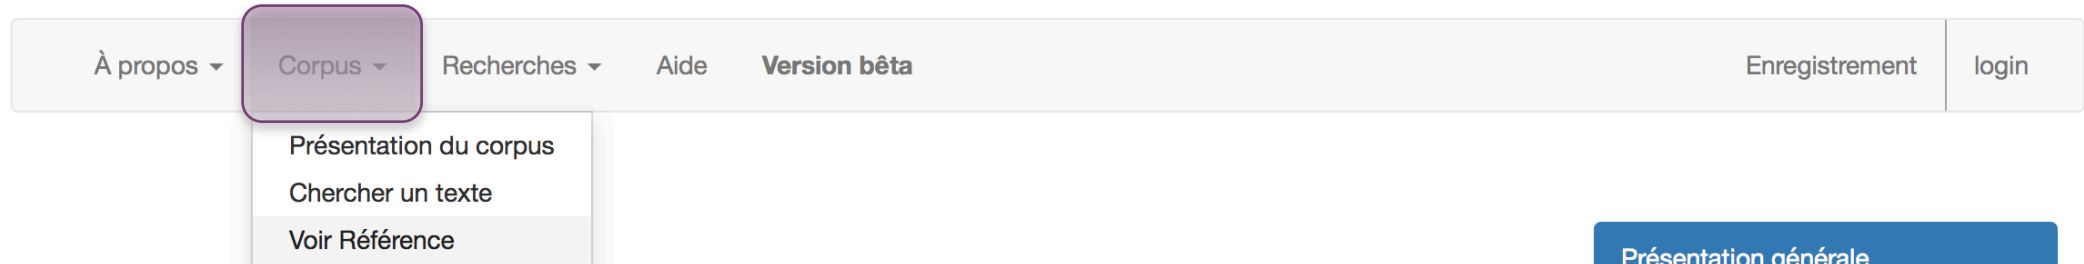 À propos Corpus Recherches Aide Version bêta Enregistrement login
Présentation du corpus
Chercher un texte
Voir Référence
Présentation générale